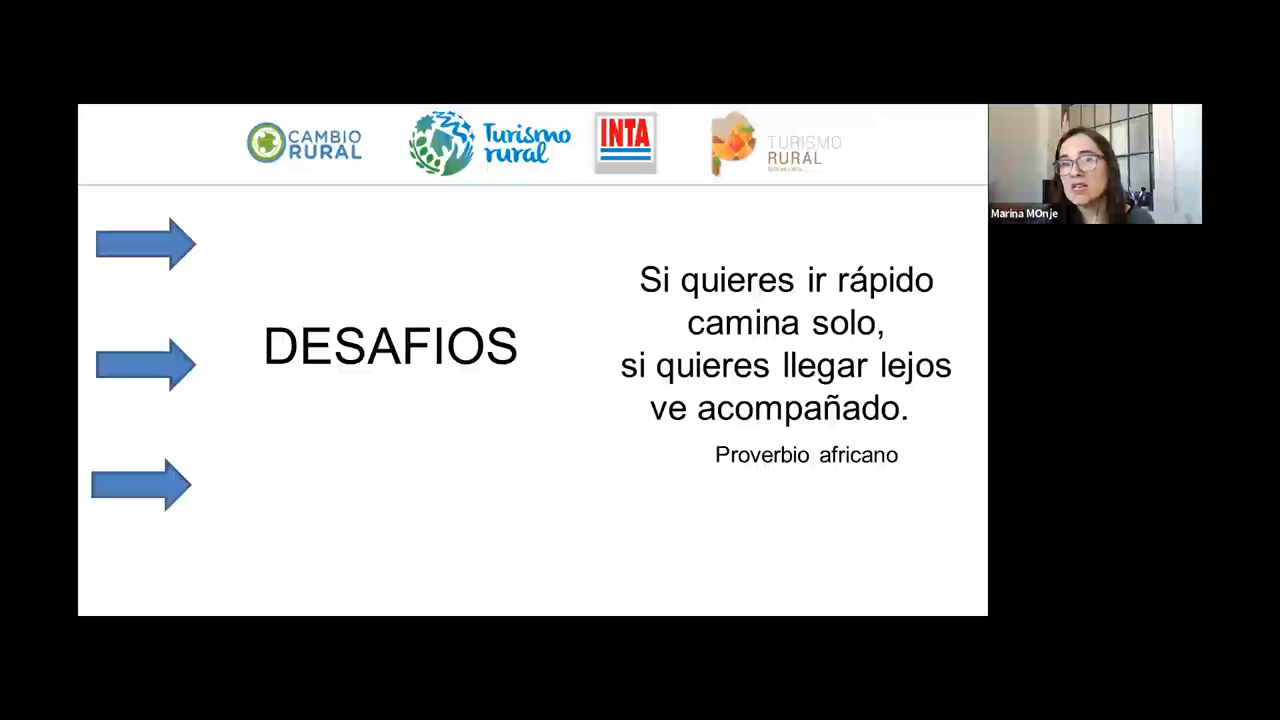 CAMBIO
RURAL
Turismo
rural
INTA
TURISMO
RURAL
Marina MOnje
DESAFIOS
Si quieres ir rápido
camina solo,
si quieres llegar lejos
ve acompañado.
Proverbio africano